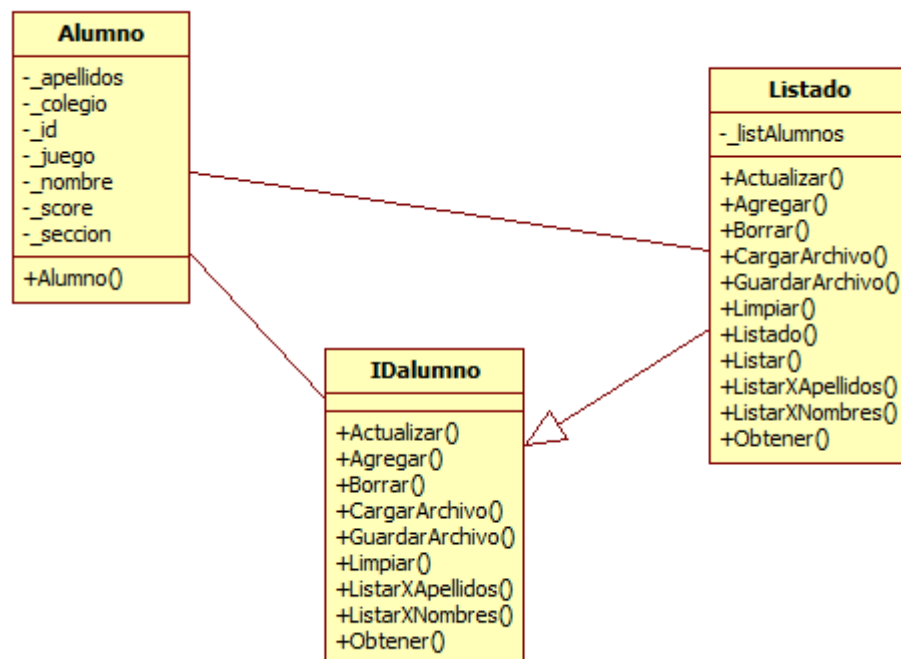 Alumno
-_apellidos
-_colegio
-_id
-_juego
-_nombre
-_score
-_seccion
+Alumno()
Listado
-_listAlumnos
+Actualizar()
+Agregar()
+Borrar()
+CargarArchivo()
+GuardarArchivo()
+Limpiar()
+Listado()
+Listar()
+ListarXApellidos()
+ListarXNombres()
+Obtener()
IDalumno
+Actualizar()
+Agregar()
+Borrar()
+CargarArchivo()
+GuardarArchivo()
+Limpiar()
+ListarXApellidos()
+ListarXNombres()
+Obtener()